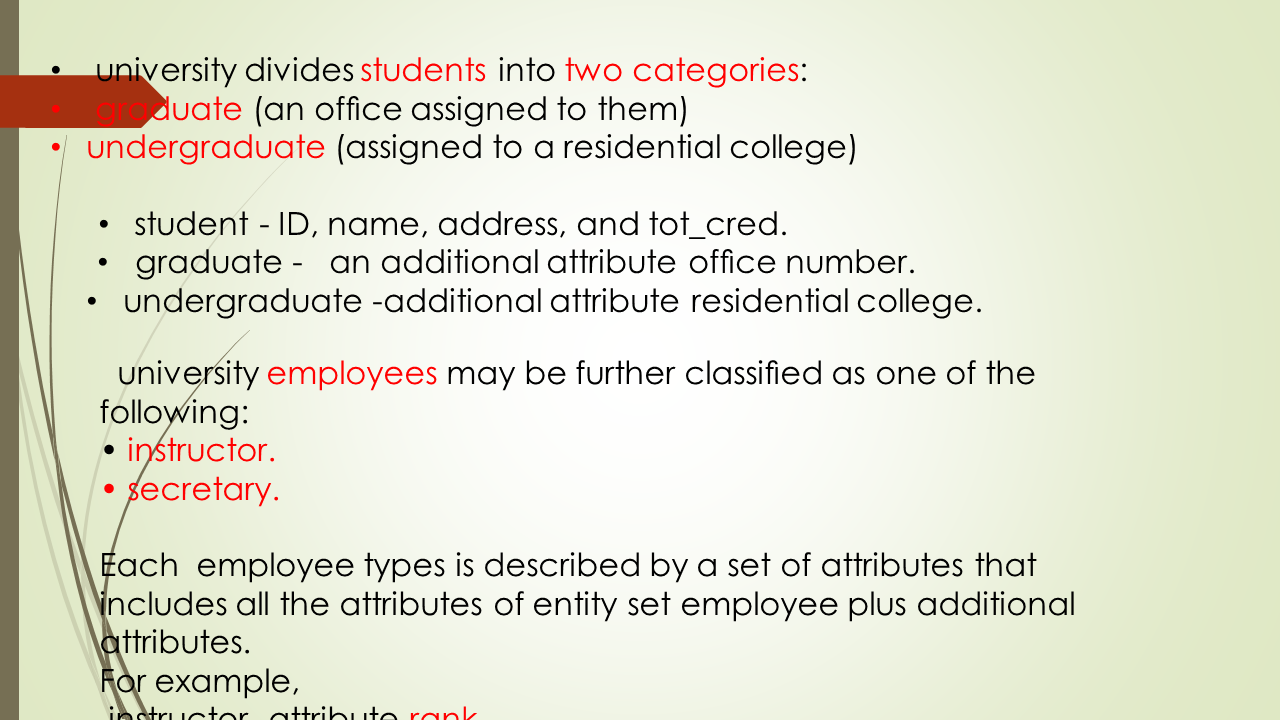 • university divides students into two categories:
• graduate (an office assigned to them)
• undergraduate (assigned to a residential college)
• student - ID, name, address, and tot_cred.
• graduate - an additional attribute office number.
• undergraduate -additional attribute residential college.
university employees may be further classified as one of the
following:
• instructor.
• secretary.
Each employee types is described by a set of attributes that
includes all the attributes of entity set employee plus additional
attributes.
For example,
instructor- attribute rank